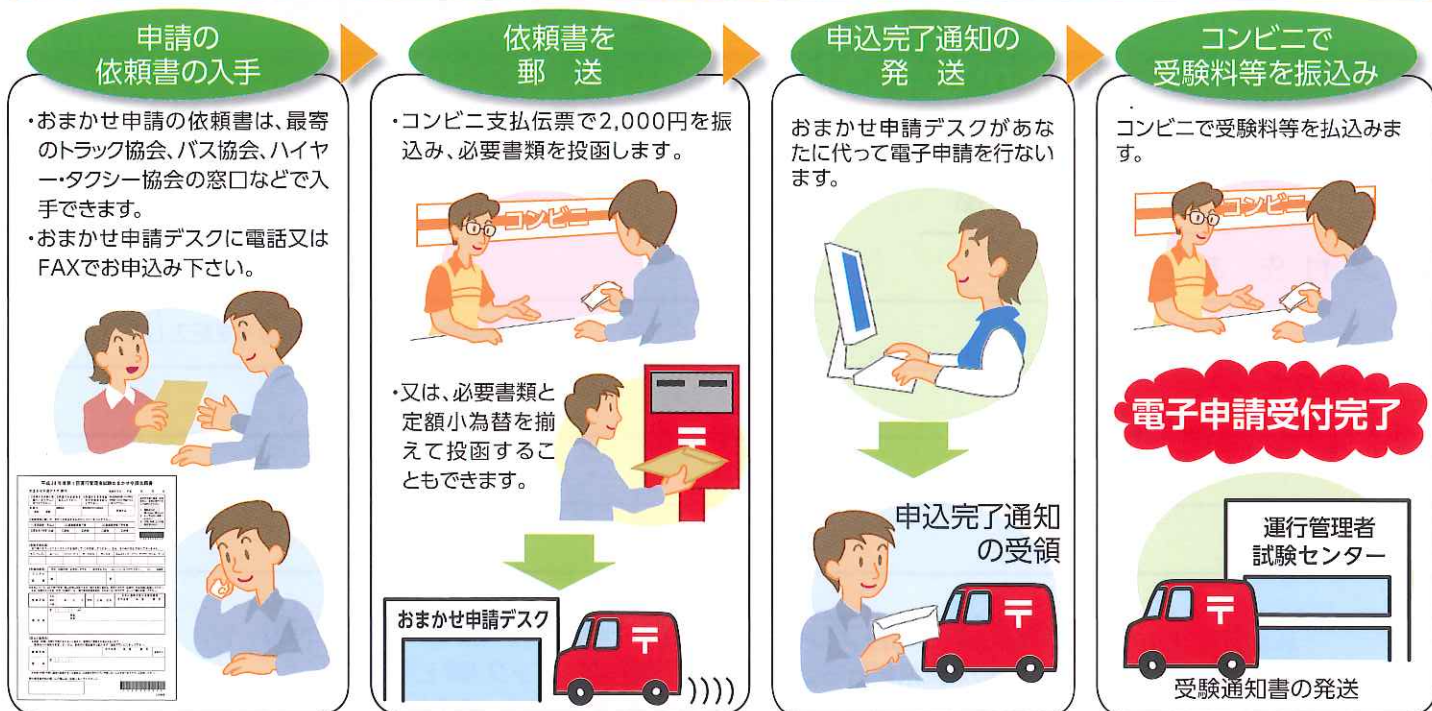 申請の
依頼書の入手
・おまかせ申請の依頼書は、最寄
のトラック協会、バス協会、ハイヤ
ー・タクシー協会の窓口などで入
手できます。
・おまかせ申請デスクに電話又は
FAXでお申込み下さい。
依頼書を
郵 送
・コンビニ支払伝票で2,000円を振
込み、必要書類を投函します。
コンビニ
・又は、必要書類と
定額小為替を揃
えて投函するこ
ともできます。
おまかせ申請デスク
申込完了通知の
発 送
おまかせ申請デスクがあな
たに代って電子申請を行ない
ます。
申込完了通知
の受領
コンビニで
受験料等を振込み
コンビニで受験料等を払込みま
す。
コンビニ
電子申請受付完了
運行管理者
試験センター
受験通知書の発送